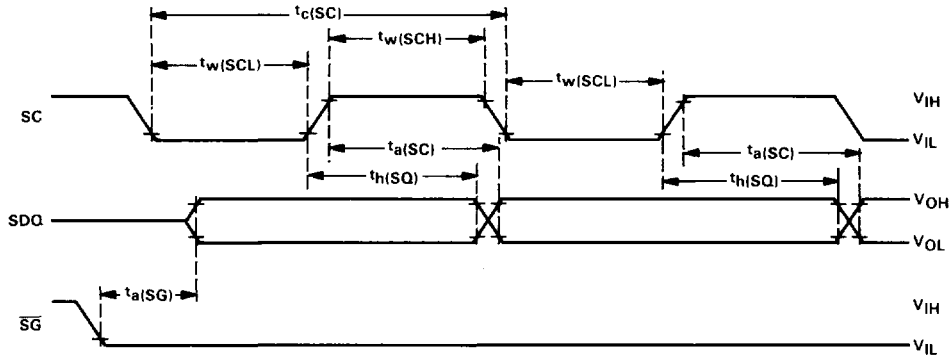 tc(SC)
tw(SCH)
tw(SCL)
tw(SCL)
SC
VIH
VIL
ta(SC)
ta(SC)
th(SQ)
th(SQ)
SDQ
VOH
VOL
ta(SG)
SG
VIH
VIL